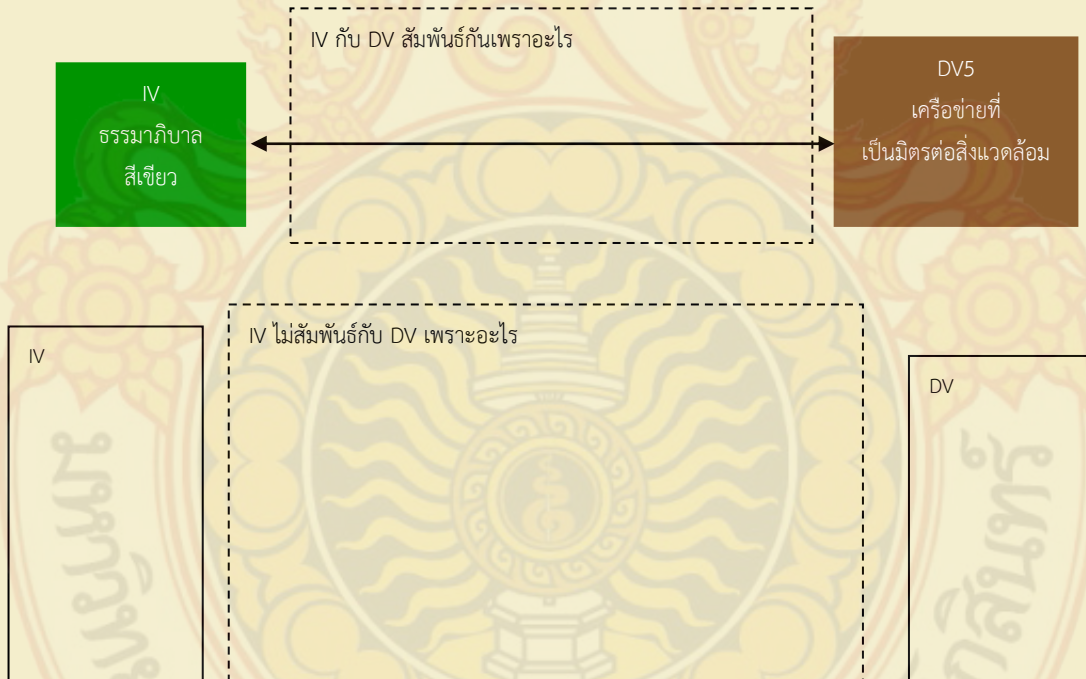 IV กับ DV สัมพันธ์กันเพราอะไร
IV
ธรรมาภิบาล
สีเขียว
DV5
เครือข่ายที่
เป็นมิตรต่อสิ่งแวดล้อม
IV ไม่สัมพันธ์กับ DV เพราะอะไร
IV
DV